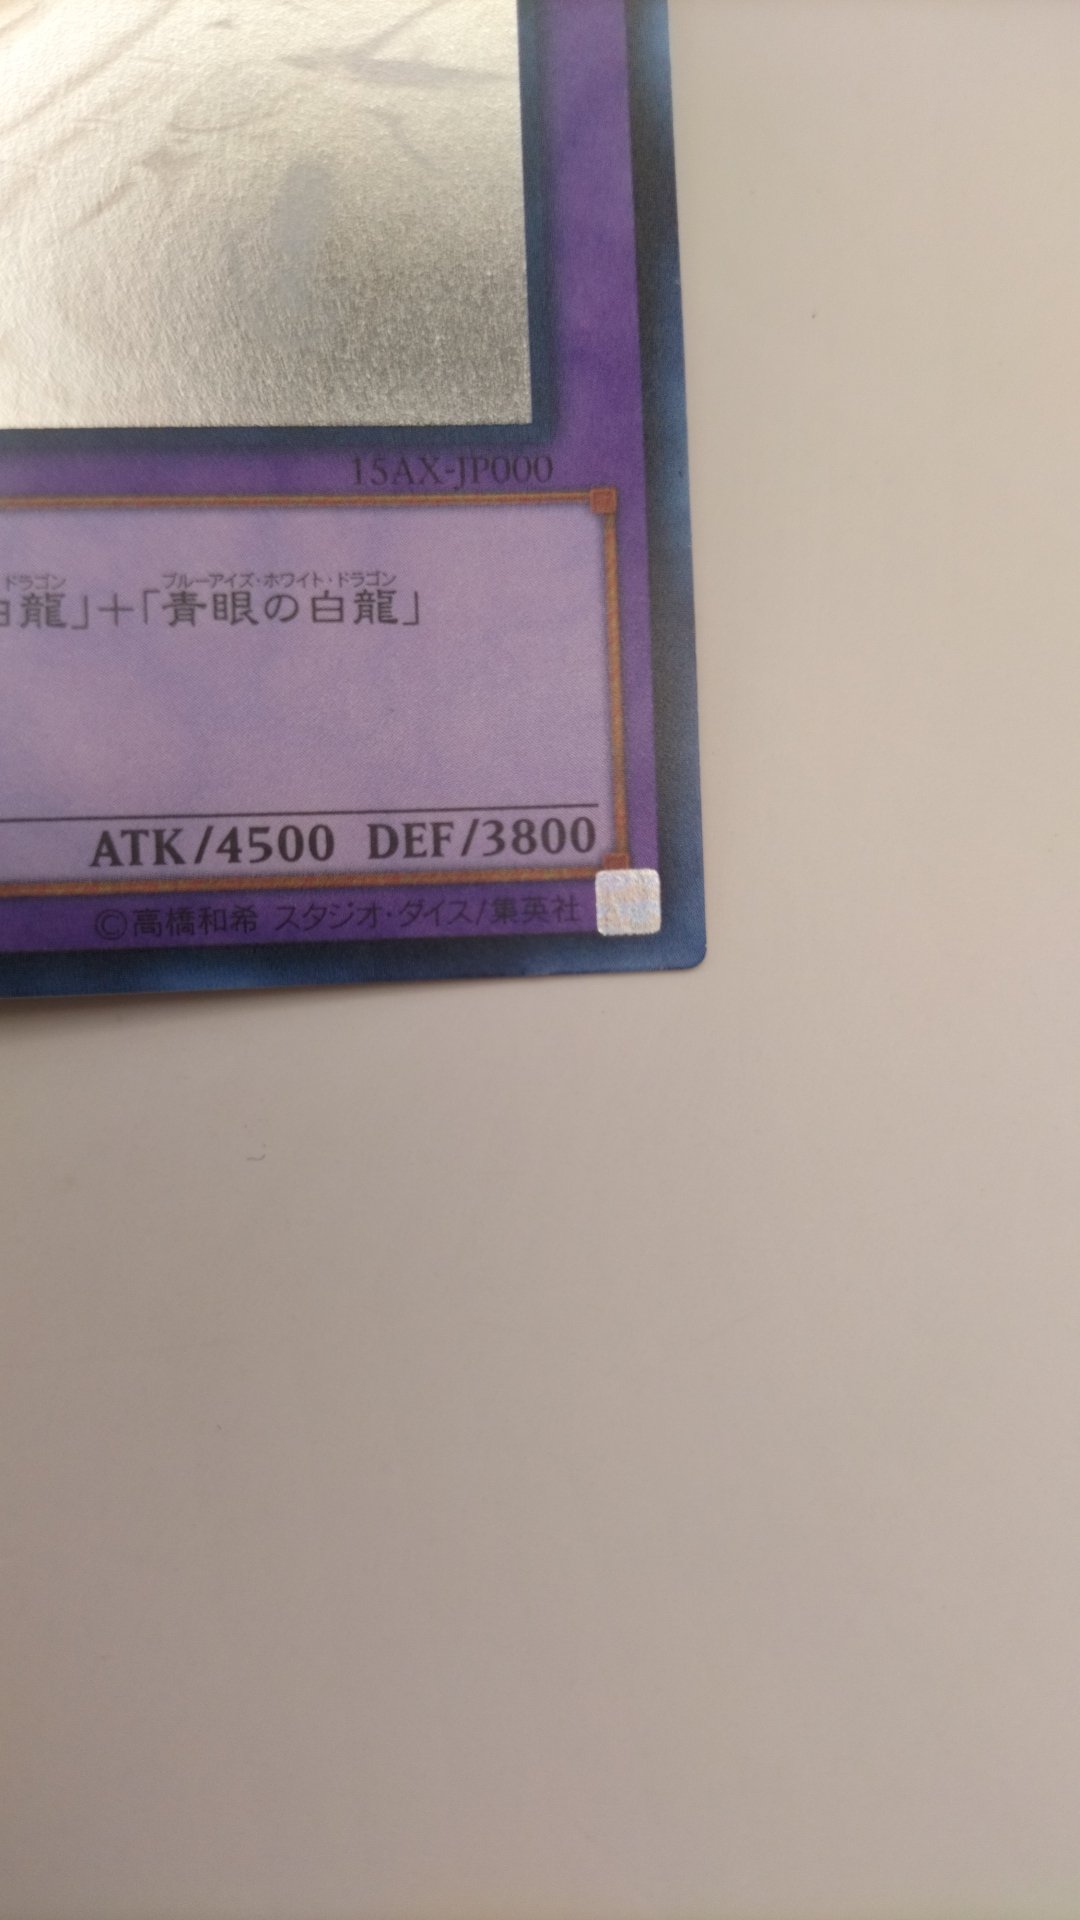 15AX-JP000
ドラゴン ブルーアイズ・ホワイト・ドラゴン
白龍」+「青眼の白龍」
ATK/4500 DEF/3800
©高橋和希 スタジオ・ダイス/集英社